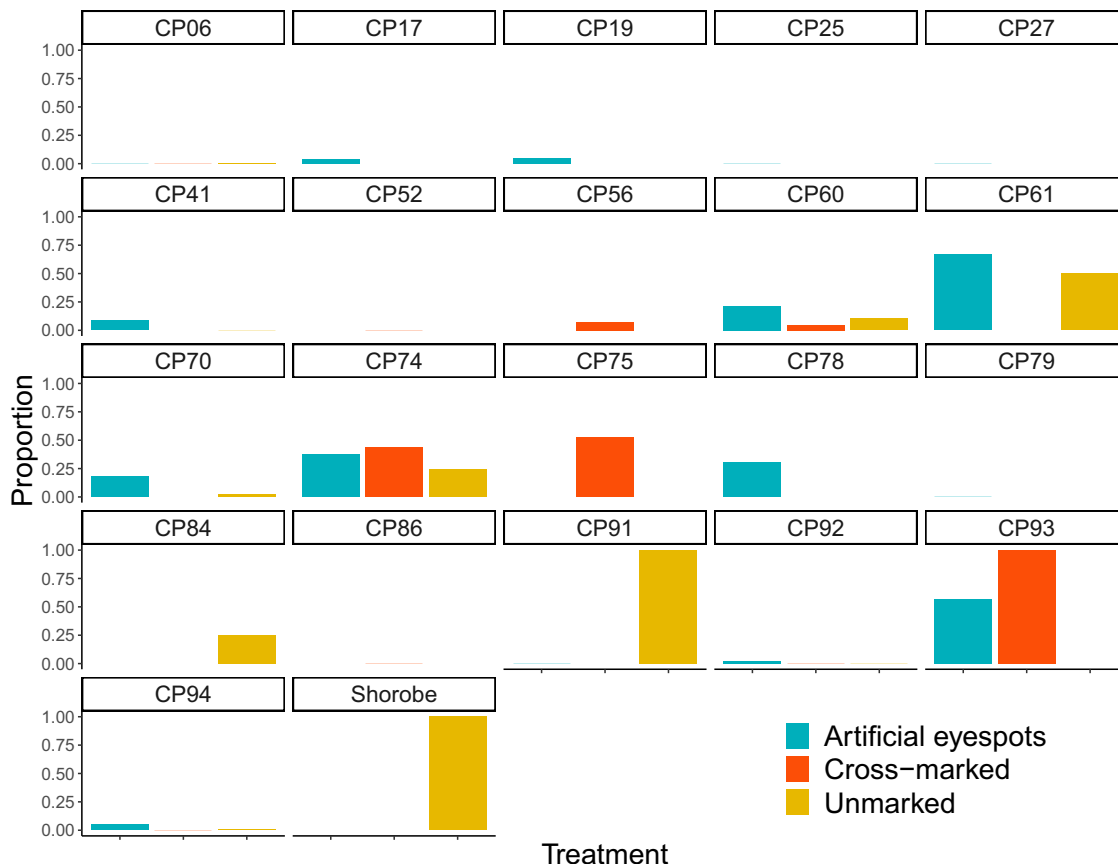 CP06 CP17 CP19 CP25 CP27
1.00
0.75
0.50
0.25
0.00
CP41 CP52 CP56 CP60 CP61
1.00
0.75
0.50
0.25
0.00
CP70 CP74 CP75 CP78 CP79
1.00
0.75
0.50
0.25
0.00
CP84 CP86 CP91 CP92 CP93
1.00
0.75
0.50
0.25
0.00
CP94 Shorobe
1.00
0.75
0.50
0.25
0.00
Proportion
Artificial eyespots
Cross−marked
Unmarked
Treatment